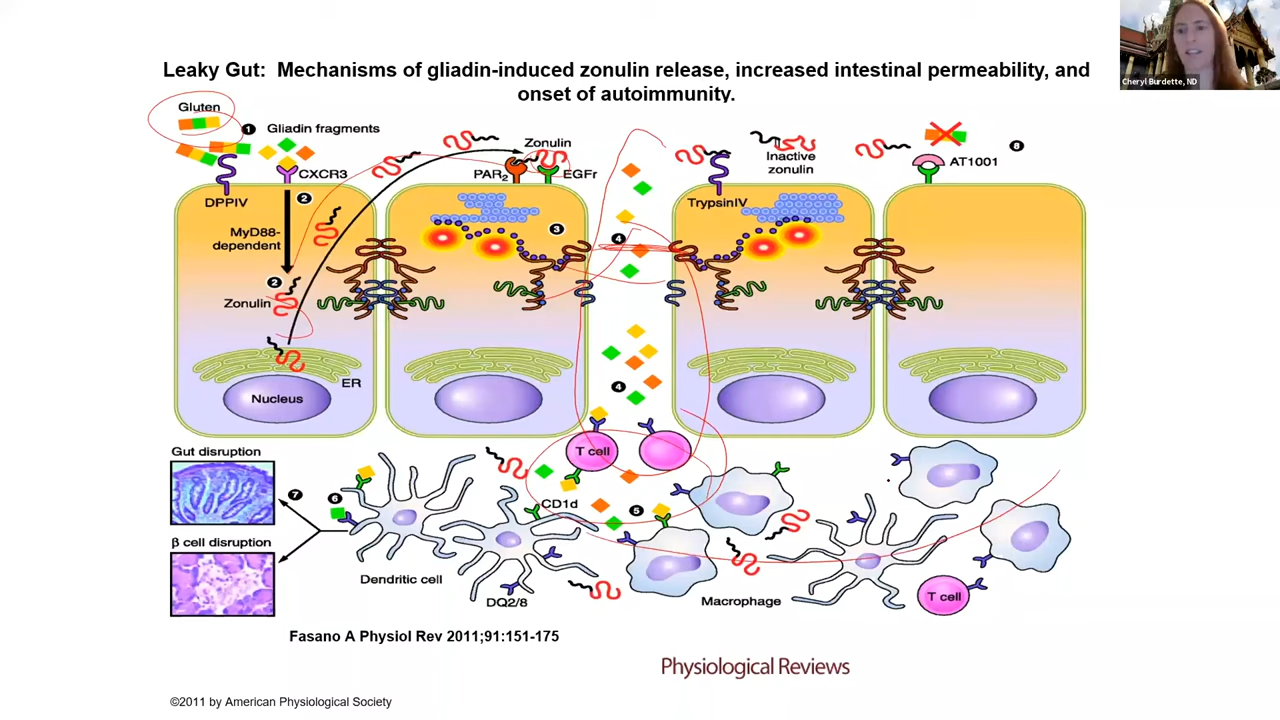 Cheryl Burdette, ND
Leaky Gut: Mechanisms of gliadin-induced zonulin release, increased intestinal permeability, and
onset of autoimmunity.
Gluten
1
Gliadin fragments
CXCR3
DPPIV
2
MyD88-
dependent
2
Zonulin
ER
Nucleus
Zonulin
PAR2
EGFr
3
4
4
Inactive
zonulin
TrypsinIV
AT1001
8
Gut disruption
7
6
β cell disruption
T cell
CD1d
5
Dendritic cell
DQ2/8
Macrophage
T cell
Fasano A Physiol Rev 2011;91:151-175
Physiological Reviews
©2011 by American Physiological Society